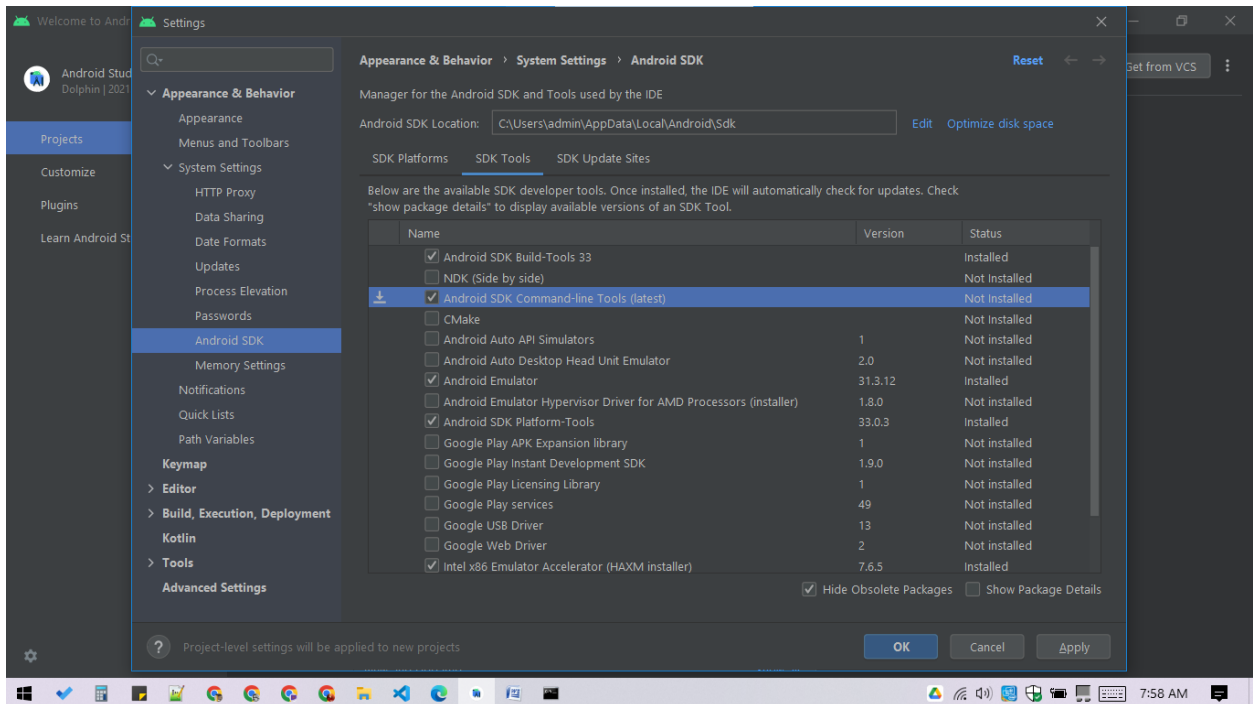 Welcome to Andr
Settings
Android Stud
Dolphin | 2021
Projects
Customize
Plugins
Learn Android St
Get from VCS
Appearance & Behavior
Appearance
Menus and Toolbars
System Settings
HTTP Proxy
Data Sharing
Date Formats
Updates
Process Elevation
Passwords
Android SDK
Memory Settings
Notifications
Quick Lists
Path Variables
Keymap
Editor
Build, Execution, Deployment
Kotlin
Tools
Advanced Settings
Appearance & Behavior › System Settings › Android SDK Reset
Manager for the Android SDK and Tools used by the IDE
Android SDK Location: C:\Users\admin\AppData\Local\Android\Sdk Edit Optimize disk space
SDK Platforms SDK Tools SDK Update Sites
Below are the available SDK developer tools. Once installed, the IDE will automatically check for updates. Check
"show package details" to display available versions of an SDK Tool.
Name Version Status
Android SDK Build-Tools 33 Installed
NDK (Side by side) Not Installed
Android SDK Command-line Tools (latest) Not Installed
CMake Not Installed
Android Auto API Simulators 1 Not installed
Android Auto Desktop Head Unit Emulator 2.0 Not installed
Android Emulator 31.3.12 Installed
Android Emulator Hypervisor Driver for AMD Processors (installer) 1.8.0 Not installed
Android SDK Platform-Tools 33.0.3 Installed
Google Play APK Expansion library 1 Not installed
Google Play Instant Development SDK 1.9.0 Not installed
Google Play Licensing Library 1 Not installed
Google Play services 49 Not installed
Google USB Driver 13 Not installed
Google Web Driver 2 Not installed
Intel x86 Emulator Accelerator (HAXM installer) 7.6.5 Installed
Hide Obsolete Packages Show Package Details
? Project-level settings will be applied to new projects
OK Cancel Apply
7:58 AM